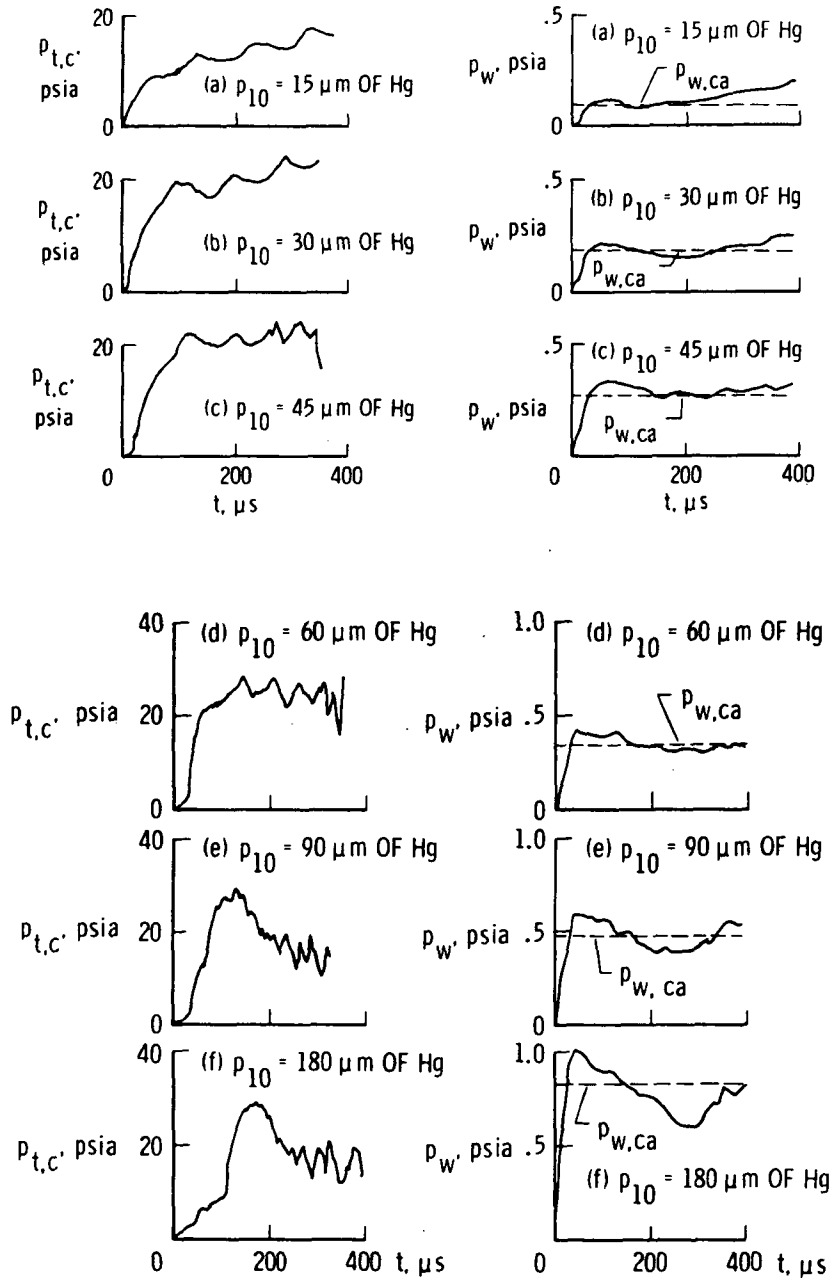 20
p_t,c, psia
0
(a) p_10 = 15 μm OF Hg
.5
p_w, psia
0
(a) p_10 = 15 μm OF Hg
p_w,ca
20
p_t,c, psia
0
(b) p_10 = 30 μm OF Hg
.5
p_w, psia
0
(b) p_10 = 30 μm OF Hg
p_w,ca
20
p_t,c, psia
(c) p_10 = 45 μm OF Hg
0 200 400
t, μs
.5
p_w, psia
(c) p_10 = 45 μm OF Hg
p_w,ca
0 200 400
t, μs
40
(d) p_10 = 60 μm OF Hg
p_t,c, psia 20
0
1.0
(d) p_10 = 60 μm OF Hg
p_w, psia .5
p_w,ca
0
40
(e) p_10 = 90 μm OF Hg
p_t,c, psia 20
0
1.0
(e) p_10 = 90 μm OF Hg
p_w, psia .5
p_w, ca
0
40
(f) p_10 = 180 μm OF Hg
p_t,c, psia 20
0 200 400 t, μs
1.0
p_w, psia .5
p_w,ca
(f) p_10 = 180 μm OF Hg
0 200 400 t, μs